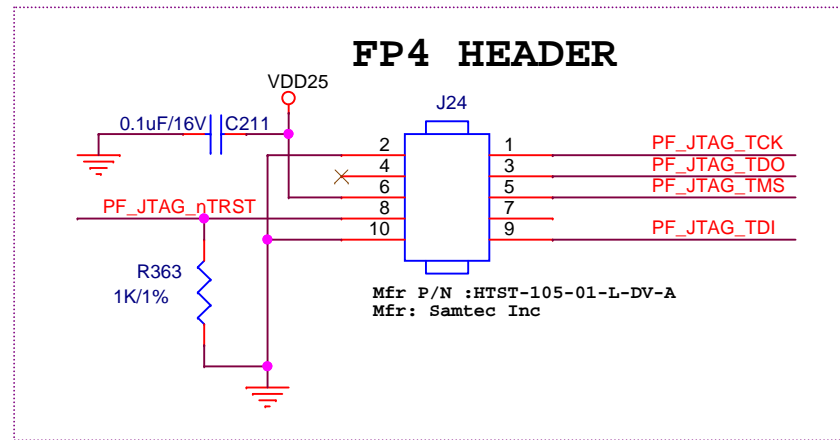 FP4 HEADER
VDD25
J24
0.1uF/16V C211
2 1 PF_JTAG_TCK
4 3 PF_JTAG_TDO
6 5 PF_JTAG_TMS
PF_JTAG_nTRST 8 7
10 9 PF_JTAG_TDI
R363
1K/1%
Mfr P/N :HTST-105-01-L-DV-A
Mfr: Samtec Inc